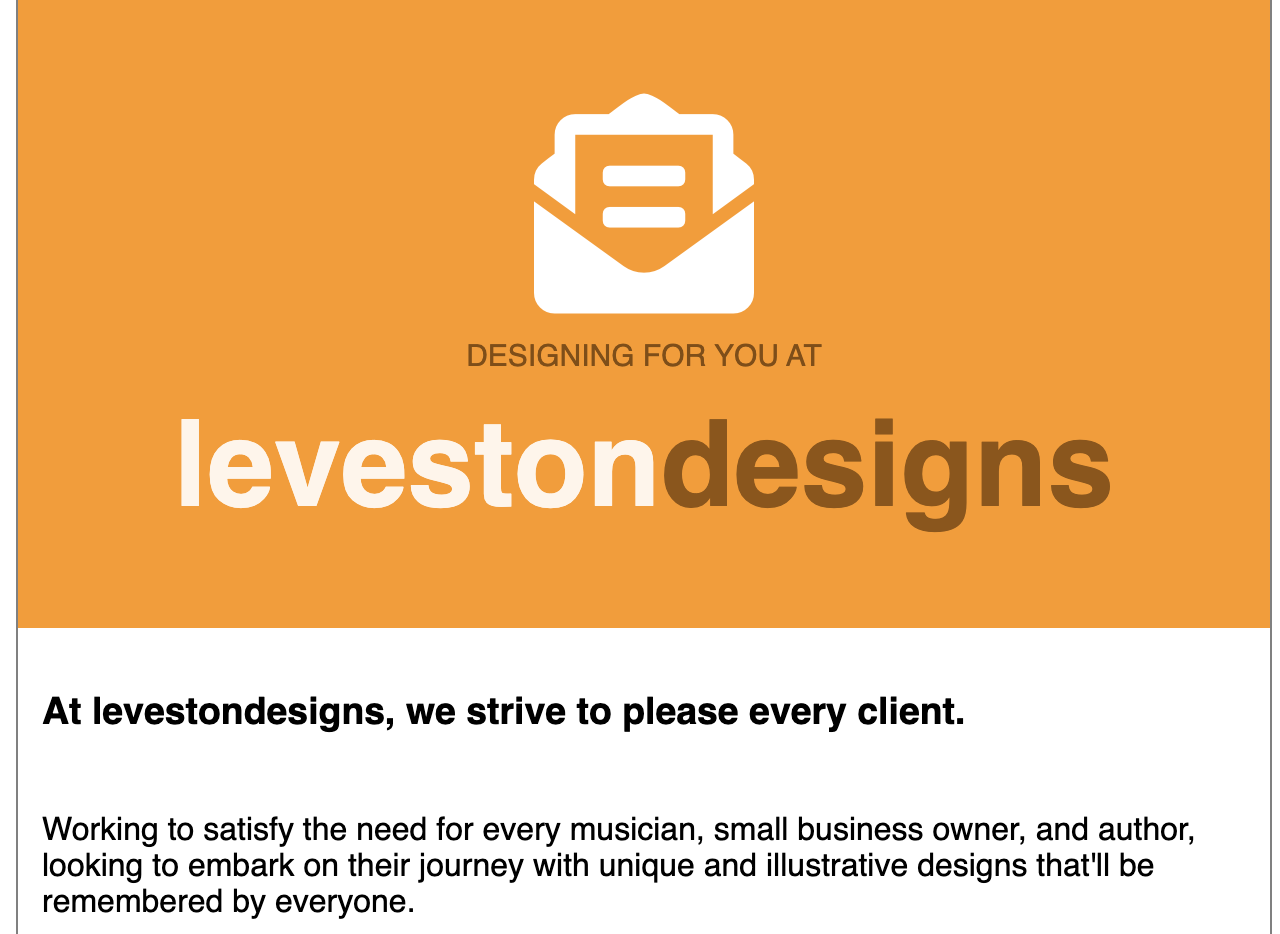 DESIGNING FOR YOU AT
levestondesigns
At levestondesigns, we strive to please every client.
Working to satisfy the need for every musician, small business owner, and author,
looking to embark on their journey with unique and illustrative designs that'll be
remembered by everyone.